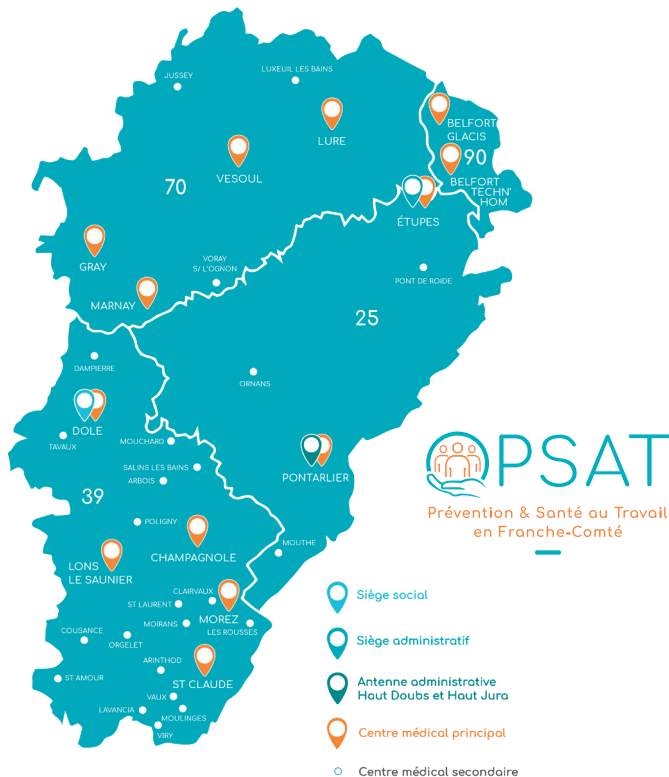 JUSSEY
LUXEUIL LES BAINS
LURE
BELFORT
GLACIS
VESOUL
70
90
BELFORT
TECHN'
HOM
ÉTUPES
GRAY
VORAY
S/ L'OGNON
PONT DE ROIDE
MARNAY
25
DAMPIERRE
ORNANS
DOLE
TAVAUX
MOUCHARD
SALINS LES BAINS
ARBOIS
PONTARLIER
39
POLIGNY
CHAMPAGNOLE
MOUTHE
LONS
LE SAUNIER
CLAIRVAUX
ST LAURENT
MOREZ
MOIRANS
LES ROUSSES
COUSANCE
ORGELET
ARINTHOD
ST CLAUDE
ST AMOUR
VAUX
LAVANCIA
MOULINGES
VIRY
OPSAT
Prévention & Santé au Travail
en Franche-Comté
Siège social
Siège administratif
Antenne administrative
Haut Doubs et Haut Jura
Centre médical principal
Centre médical secondaire